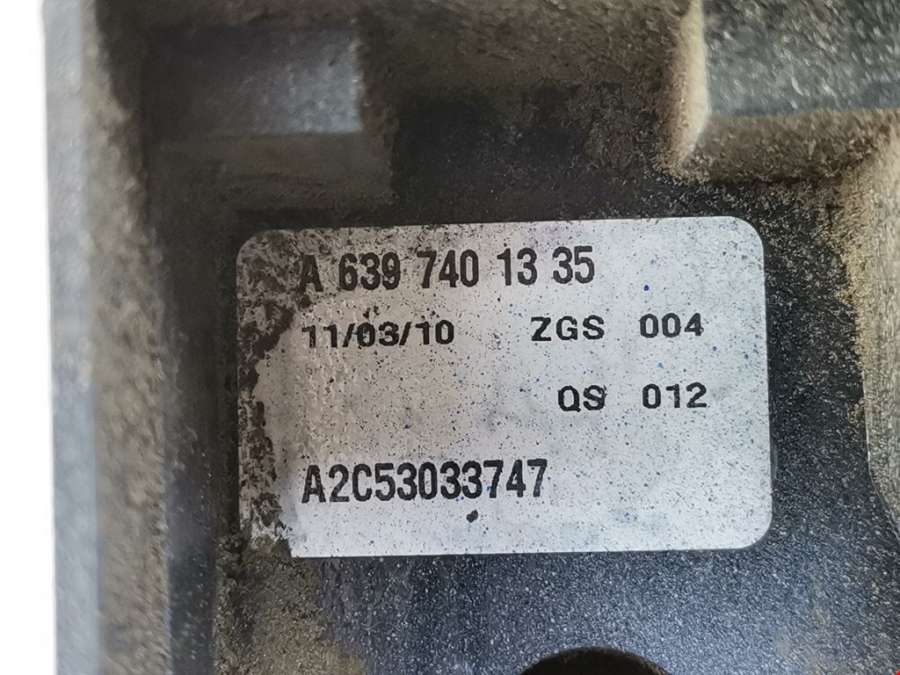 A 639 740 13 35
11/03/10 ZGS 004
QS 012
A2C53033747